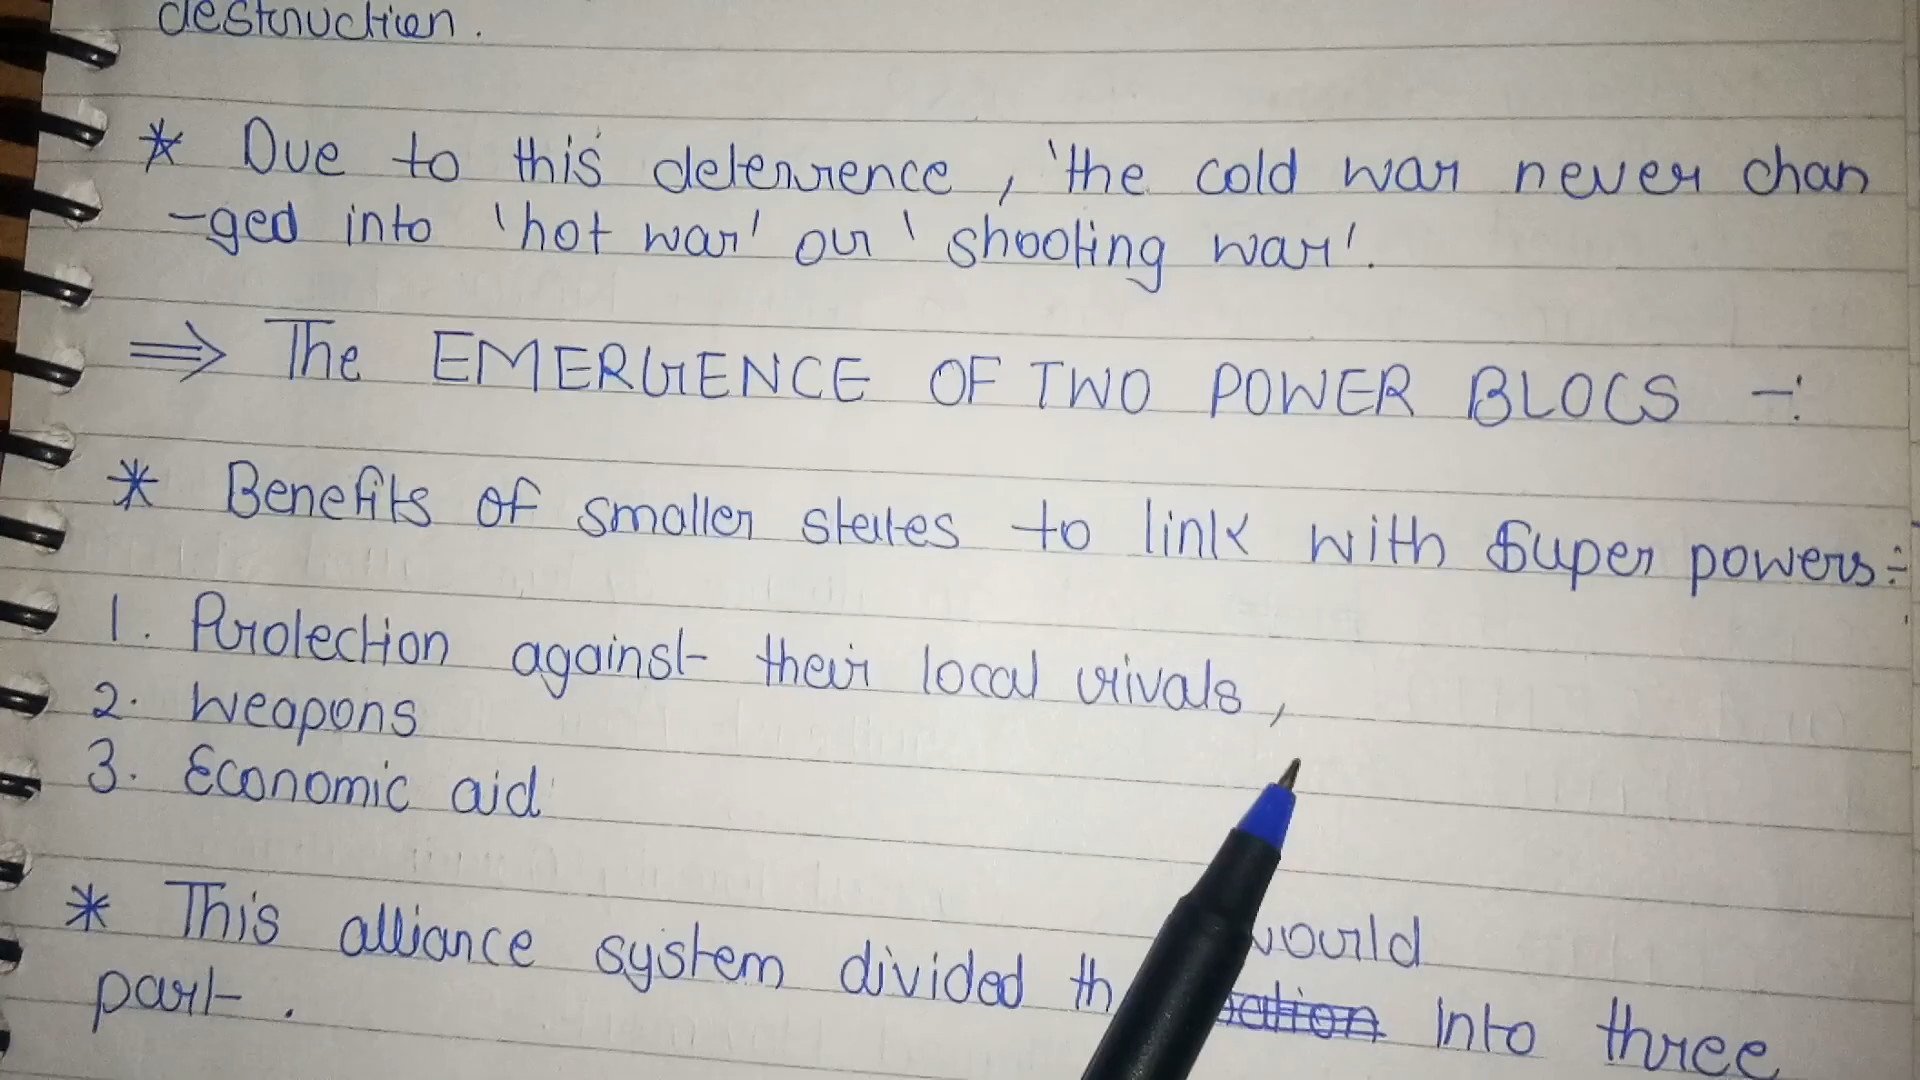 destruction.
* Due to this deterrence, 'the cold war never chan
-ged into 'hot war' or 'shooting war'.
⇒ The EMERGENCE OF TWO POWER BLOCS -:
* Benefits of smaller states to link with Super powers:-
1. Protection against their local rivals,
2. Weapons
3. Economic aid
world
* This alliance system divided th into three
part.